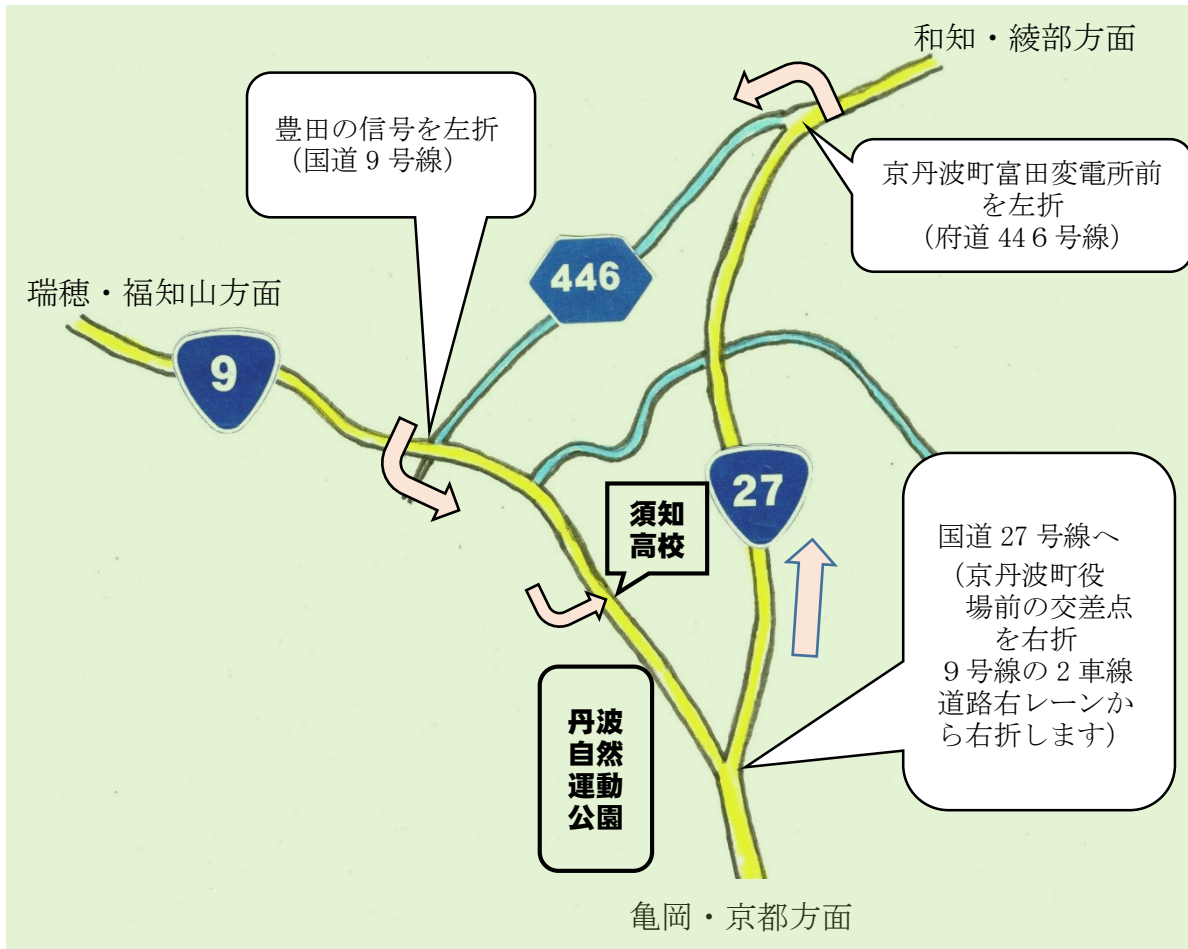 和知・綾部方面
豊田の信号を左折
(国道9号線)
京丹波町富田変電所前
を左折
(府道446号線)
446
瑞穂・福知山方面
9
27
須知
高校
国道27号線へ
(京丹波町役
場前の交差点
を右折
9号線の2車線
道路右レーンか
ら右折します)
丹波
自然
運動
公園
亀岡・京都方面